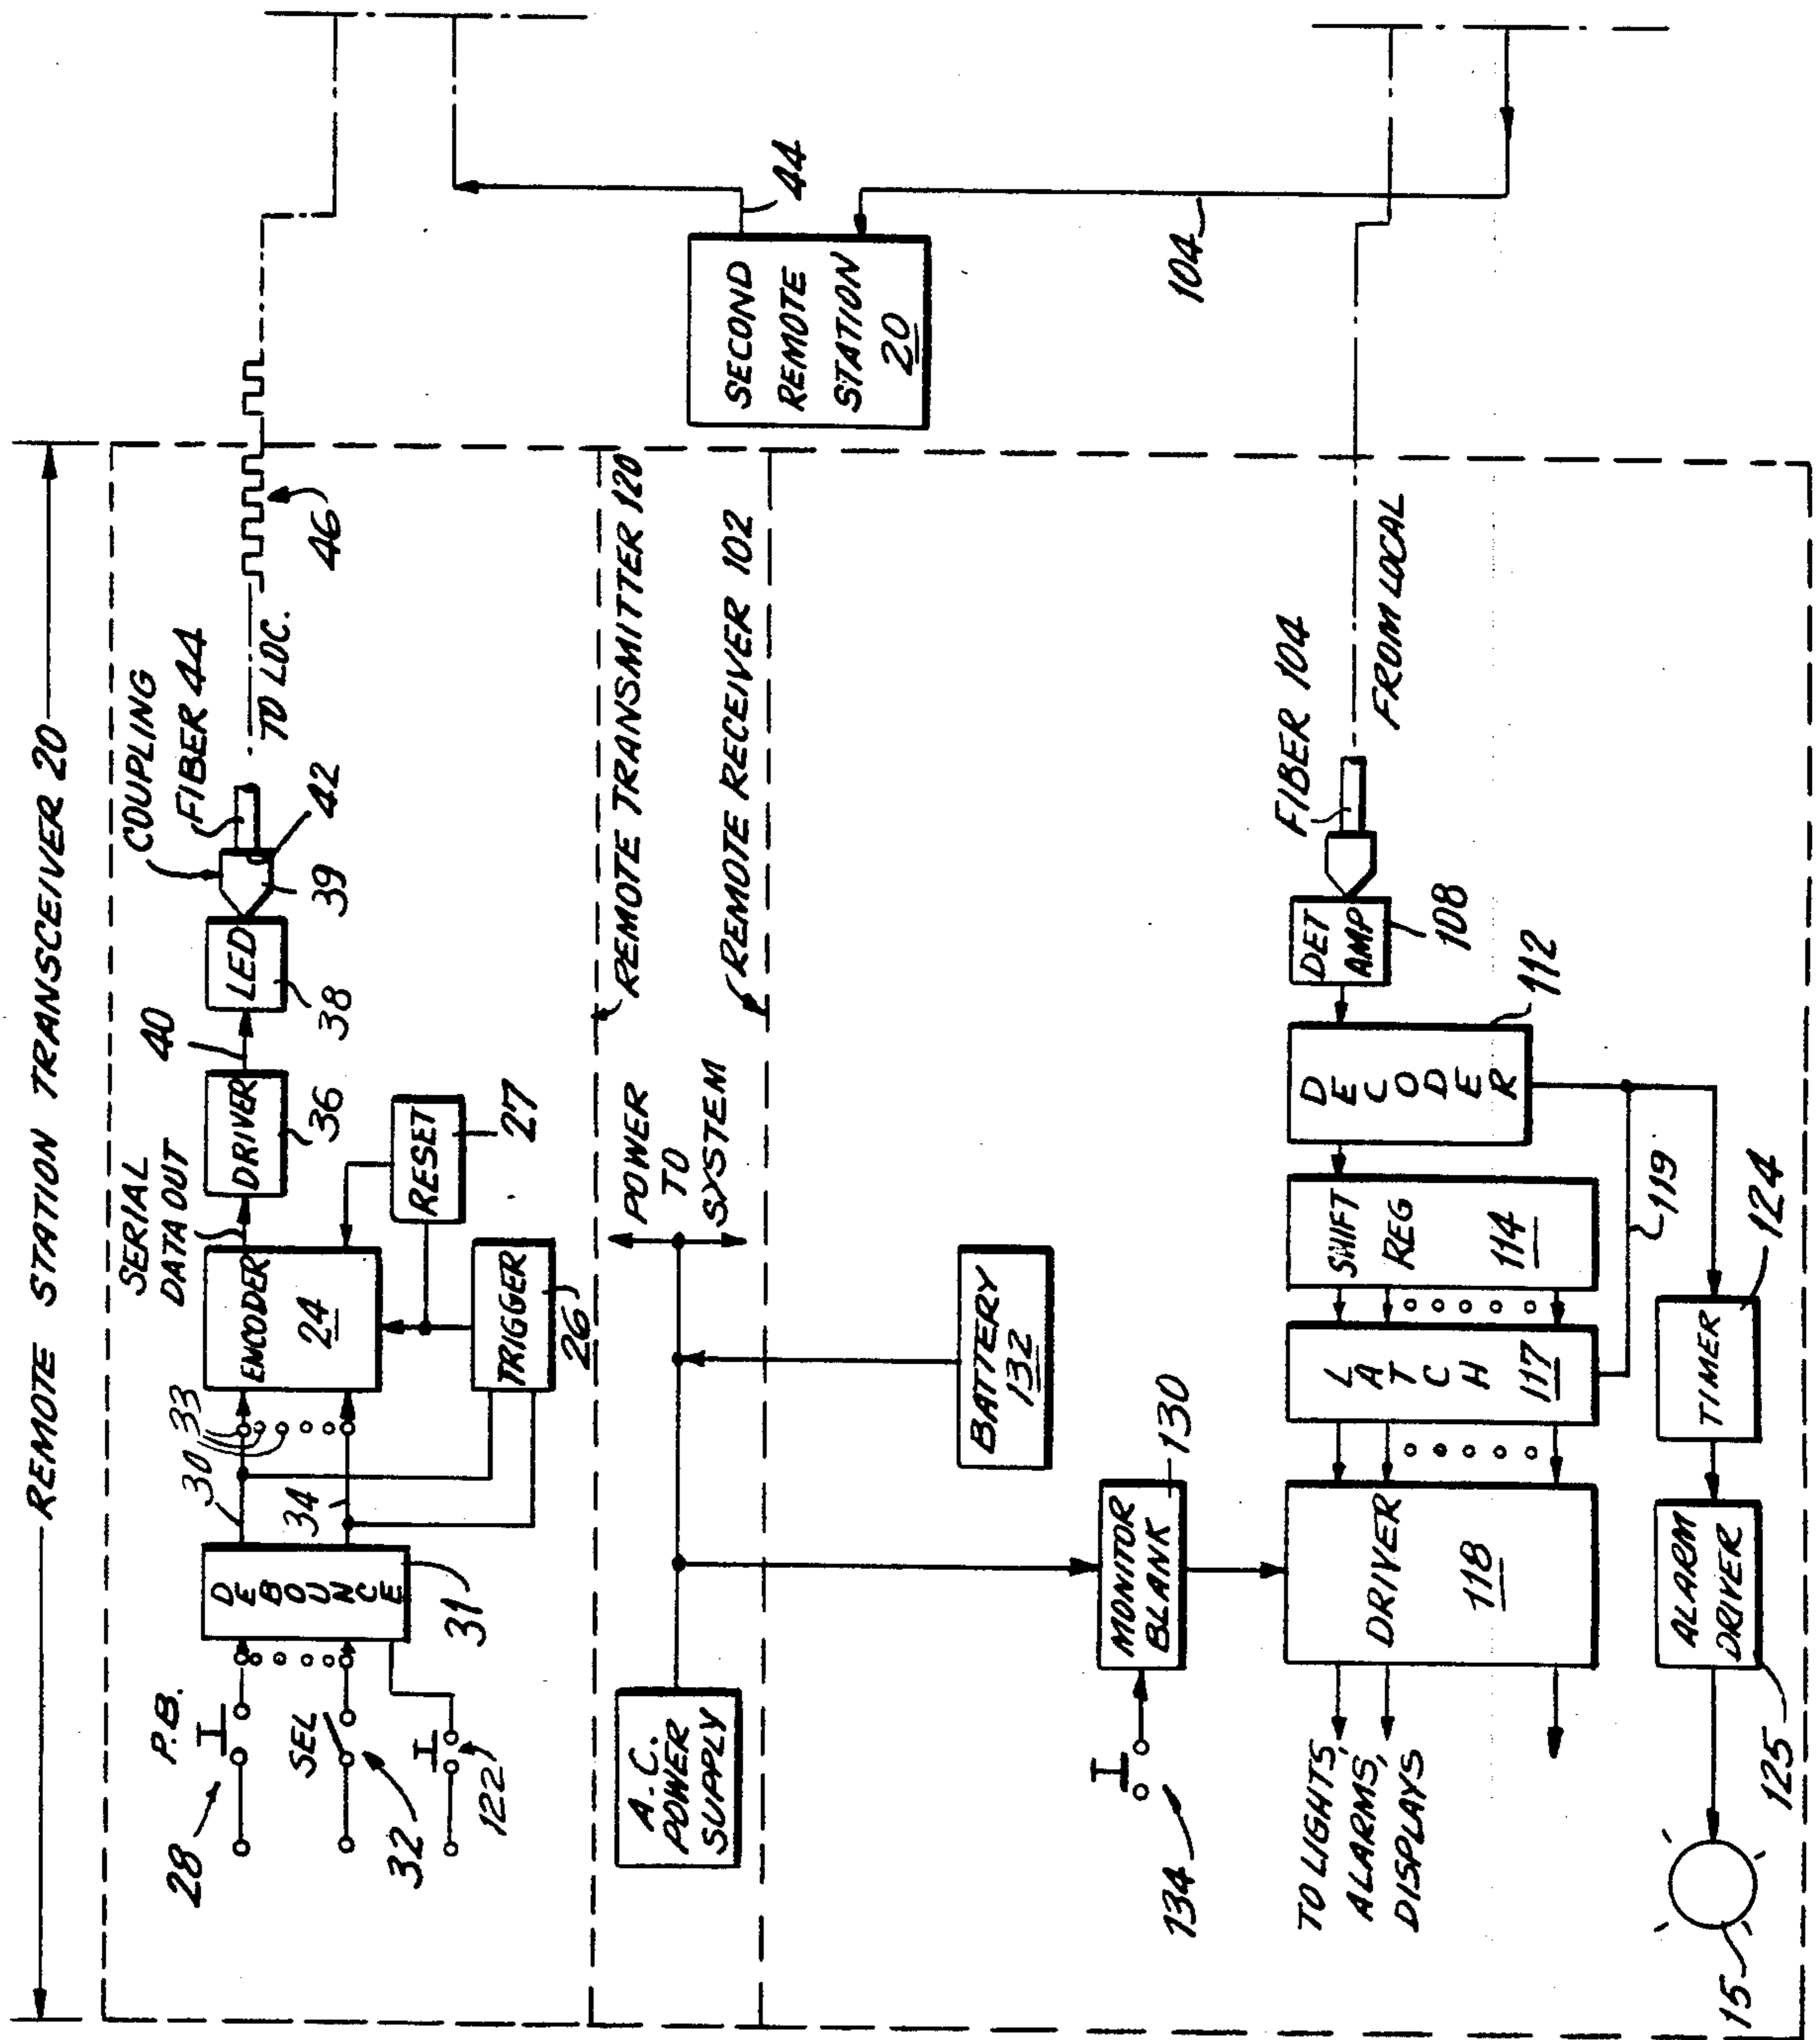 REMOTE STATION TRANSCEIVER 20
28
P.B.
SEL
32
122
DEBOUNCE
31
30
33
34
ENCODER
24
TRIGGER
26
RESET
27
SERIAL
DATA OUT
DRIVER
36
40
LED
38
39
42
COUPLING
FIBER 44
TO LOC.
46
REMOTE TRANSMITTER 120
REMOTE RECEIVER 102
A.C.
POWER
SUPPLY
POWER
TO
SYSTEM
BATTERY
132
SECOND
REMOTE
STATION
20
44
104
134
MONITOR
BLANK
130
TO LIGHTS,
ALARMS,
DISPLAYS
DRIVER
118
LATCH
117
SHIFT
REG
114
DECODER
112
DET
AMP
108
FIBER 104
FROM LOCAL
119
TIMER
124
ALARM
DRIVER
125
15